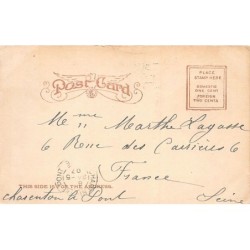 Post Card
PLACE
STAMP HERE
DOMESTIC
ONE CENT
FOREIGN
TWO CENTS
Mme Marthe Lagasse
6 Rue des Carrières 6
France
THIS SIDE IS FOR THE ADDRESS.
charenton le Pont Seine